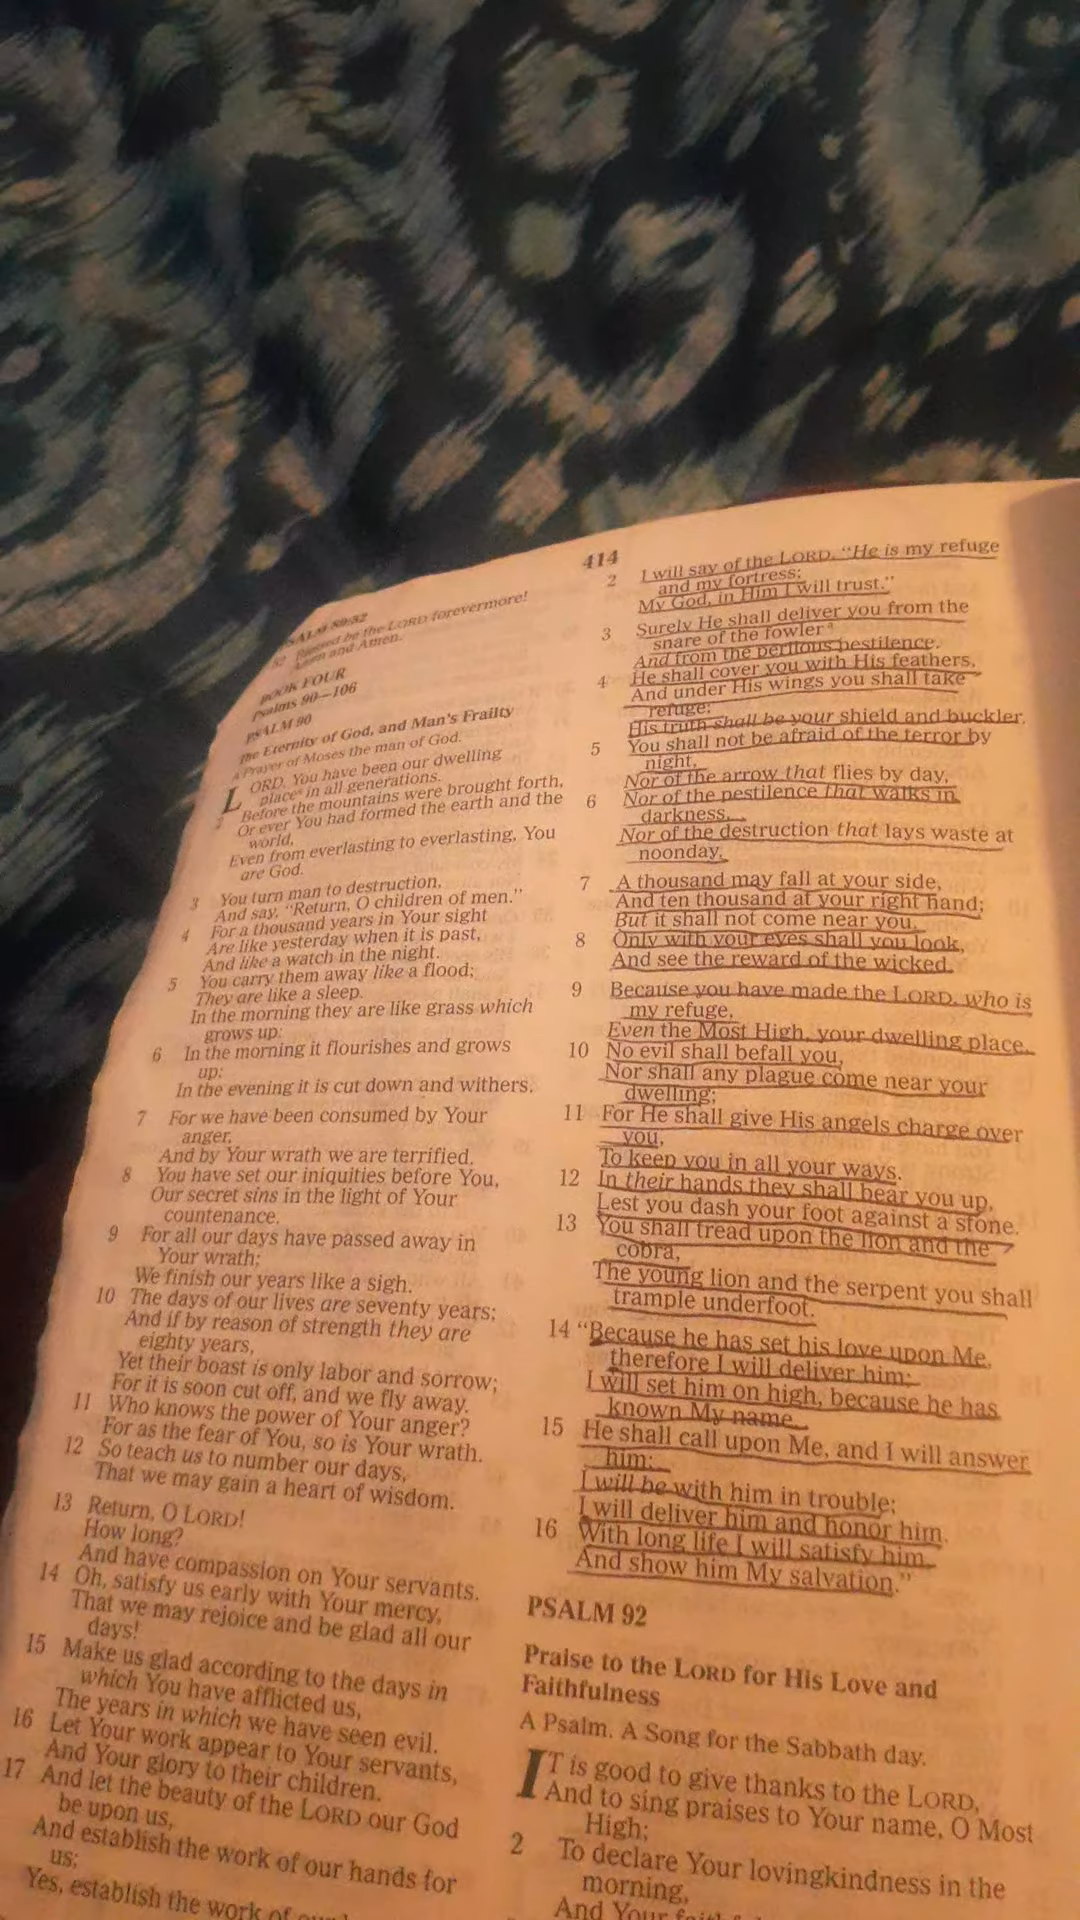 414
PSALM 89:52
52 Blessed be the LORD forevermore!
Amen and Amen.
BOOK FOUR
Psalms 90—106
PSALM 90
The Eternity of God, and Man's Frailty
A Prayer of Moses the man of God.
LORD, You have been our dwelling
placeᵃ in all generations.
2 Before the mountains were brought forth,
Or ever You had formed the earth and the
world,
Even from everlasting to everlasting, You
are God.
3 You turn man to destruction,
And say, "Return, O children of men."
4 For a thousand years in Your sight
Are like yesterday when it is past,
And like a watch in the night.
5 You carry them away like a flood;
They are like a sleep.
In the morning they are like grass which
grows up:
6 In the morning it flourishes and grows
up;
In the evening it is cut down and withers.
7 For we have been consumed by Your
anger,
And by Your wrath we are terrified.
8 You have set our iniquities before You,
Our secret sins in the light of Your
countenance.
9 For all our days have passed away in
Your wrath;
We finish our years like a sigh.
10 The days of our lives are seventy years;
And if by reason of strength they are
eighty years,
Yet their boast is only labor and sorrow;
For it is soon cut off, and we fly away.
11 Who knows the power of Your anger?
For as the fear of You, so is Your wrath.
12 So teach us to number our days,
That we may gain a heart of wisdom.
13 Return, O LORD!
How long?
And have compassion on Your servants.
14 Oh, satisfy us early with Your mercy,
That we may rejoice and be glad all our
days!
15 Make us glad according to the days in
which You have afflicted us,
The years in which we have seen evil.
16 Let Your work appear to Your servants,
And Your glory to their children.
17 And let the beauty of the LORD our God
be upon us,
And establish the work of our hands for
us;
Yes, establish the work of
2 I will say of the LORD, "He is my refuge
and my fortress;
My God, in Him I will trust."
3 Surely He shall deliver you from the
snare of the fowlerᵃ
And from the perilous pestilence.
4 He shall cover you with His feathers,
And under His wings you shall take
refuge;
His truth shall be your shield and buckler.
5 You shall not be afraid of the terror by
night,
Nor of the arrow that flies by day,
6 Nor of the pestilence that walks in
darkness,
Nor of the destruction that lays waste at
noonday.
7 A thousand may fall at your side,
And ten thousand at your right hand;
But it shall not come near you.
8 Only with your eyes shall you look,
And see the reward of the wicked.
9 Because you have made the LORD, who is
my refuge,
Even the Most High, your dwelling place,
10 No evil shall befall you,
Nor shall any plague come near your
dwelling;
11 For He shall give His angels charge over
you,
To keep you in all your ways.
12 In their hands they shall bear you up,
Lest you dash your foot against a stone.
13 You shall tread upon the lion and the
cobra,
The young lion and the serpent you shall
trample underfoot.
14 "Because he has set his love upon Me,
therefore I will deliver him;
I will set him on high, because he has
known My name.
15 He shall call upon Me, and I will answer
him;
I will be with him in trouble;
I will deliver him and honor him.
16 With long life I will satisfy him,
And show him My salvation."
PSALM 92
Praise to the LORD for His Love and
Faithfulness
A Psalm. A Song for the Sabbath day.
IT is good to give thanks to the LORD,
And to sing praises to Your name, O Most
High;
2 To declare Your lovingkindness in the
morning,
And Your